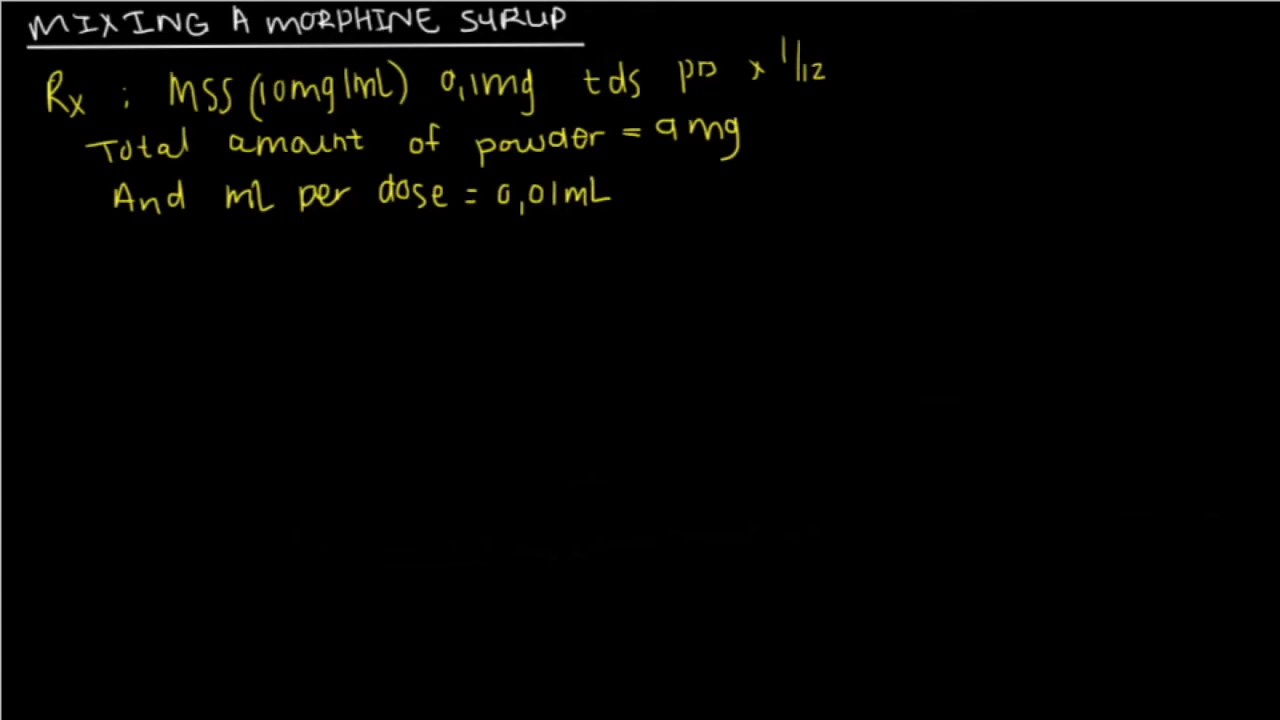 MIXING A MORPHINE SYRUP
Rx : MSS (10mg/mL) 0,1mg tds po x 1/12
Total amount of powder = 9mg
And mL per dose = 0,01mL